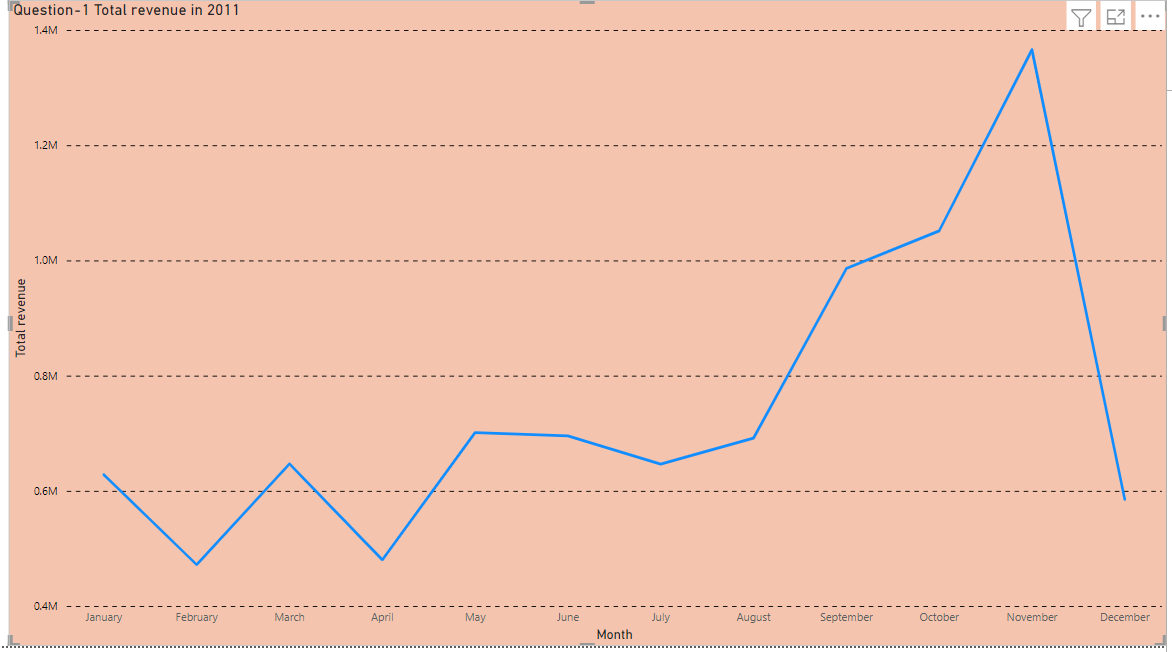 Question-1 Total revenue in 2011
1.4M
1.2M
1.0M
0.8M
0.6M
0.4M
Total revenue
January February March April May June July August September October November December
Month